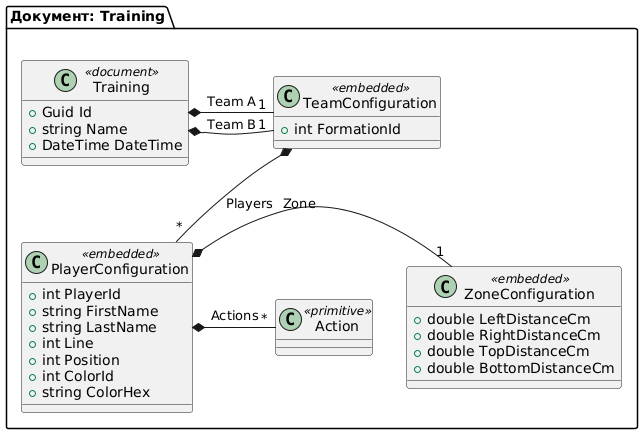 Документ: Training
C «document»
Training
Guid Id
string Name
DateTime DateTime
Team A 1
Team B 1
C «embedded»
TeamConfiguration
int FormationId
*
Players
Zone
1
C «embedded»
PlayerConfiguration
int PlayerId
string FirstName
string LastName
int Line
int Position
int ColorId
string ColorHex
Actions *
C «primitive»
Action
C «embedded»
ZoneConfiguration
double LeftDistanceCm
double RightDistanceCm
double TopDistanceCm
double BottomDistanceCm